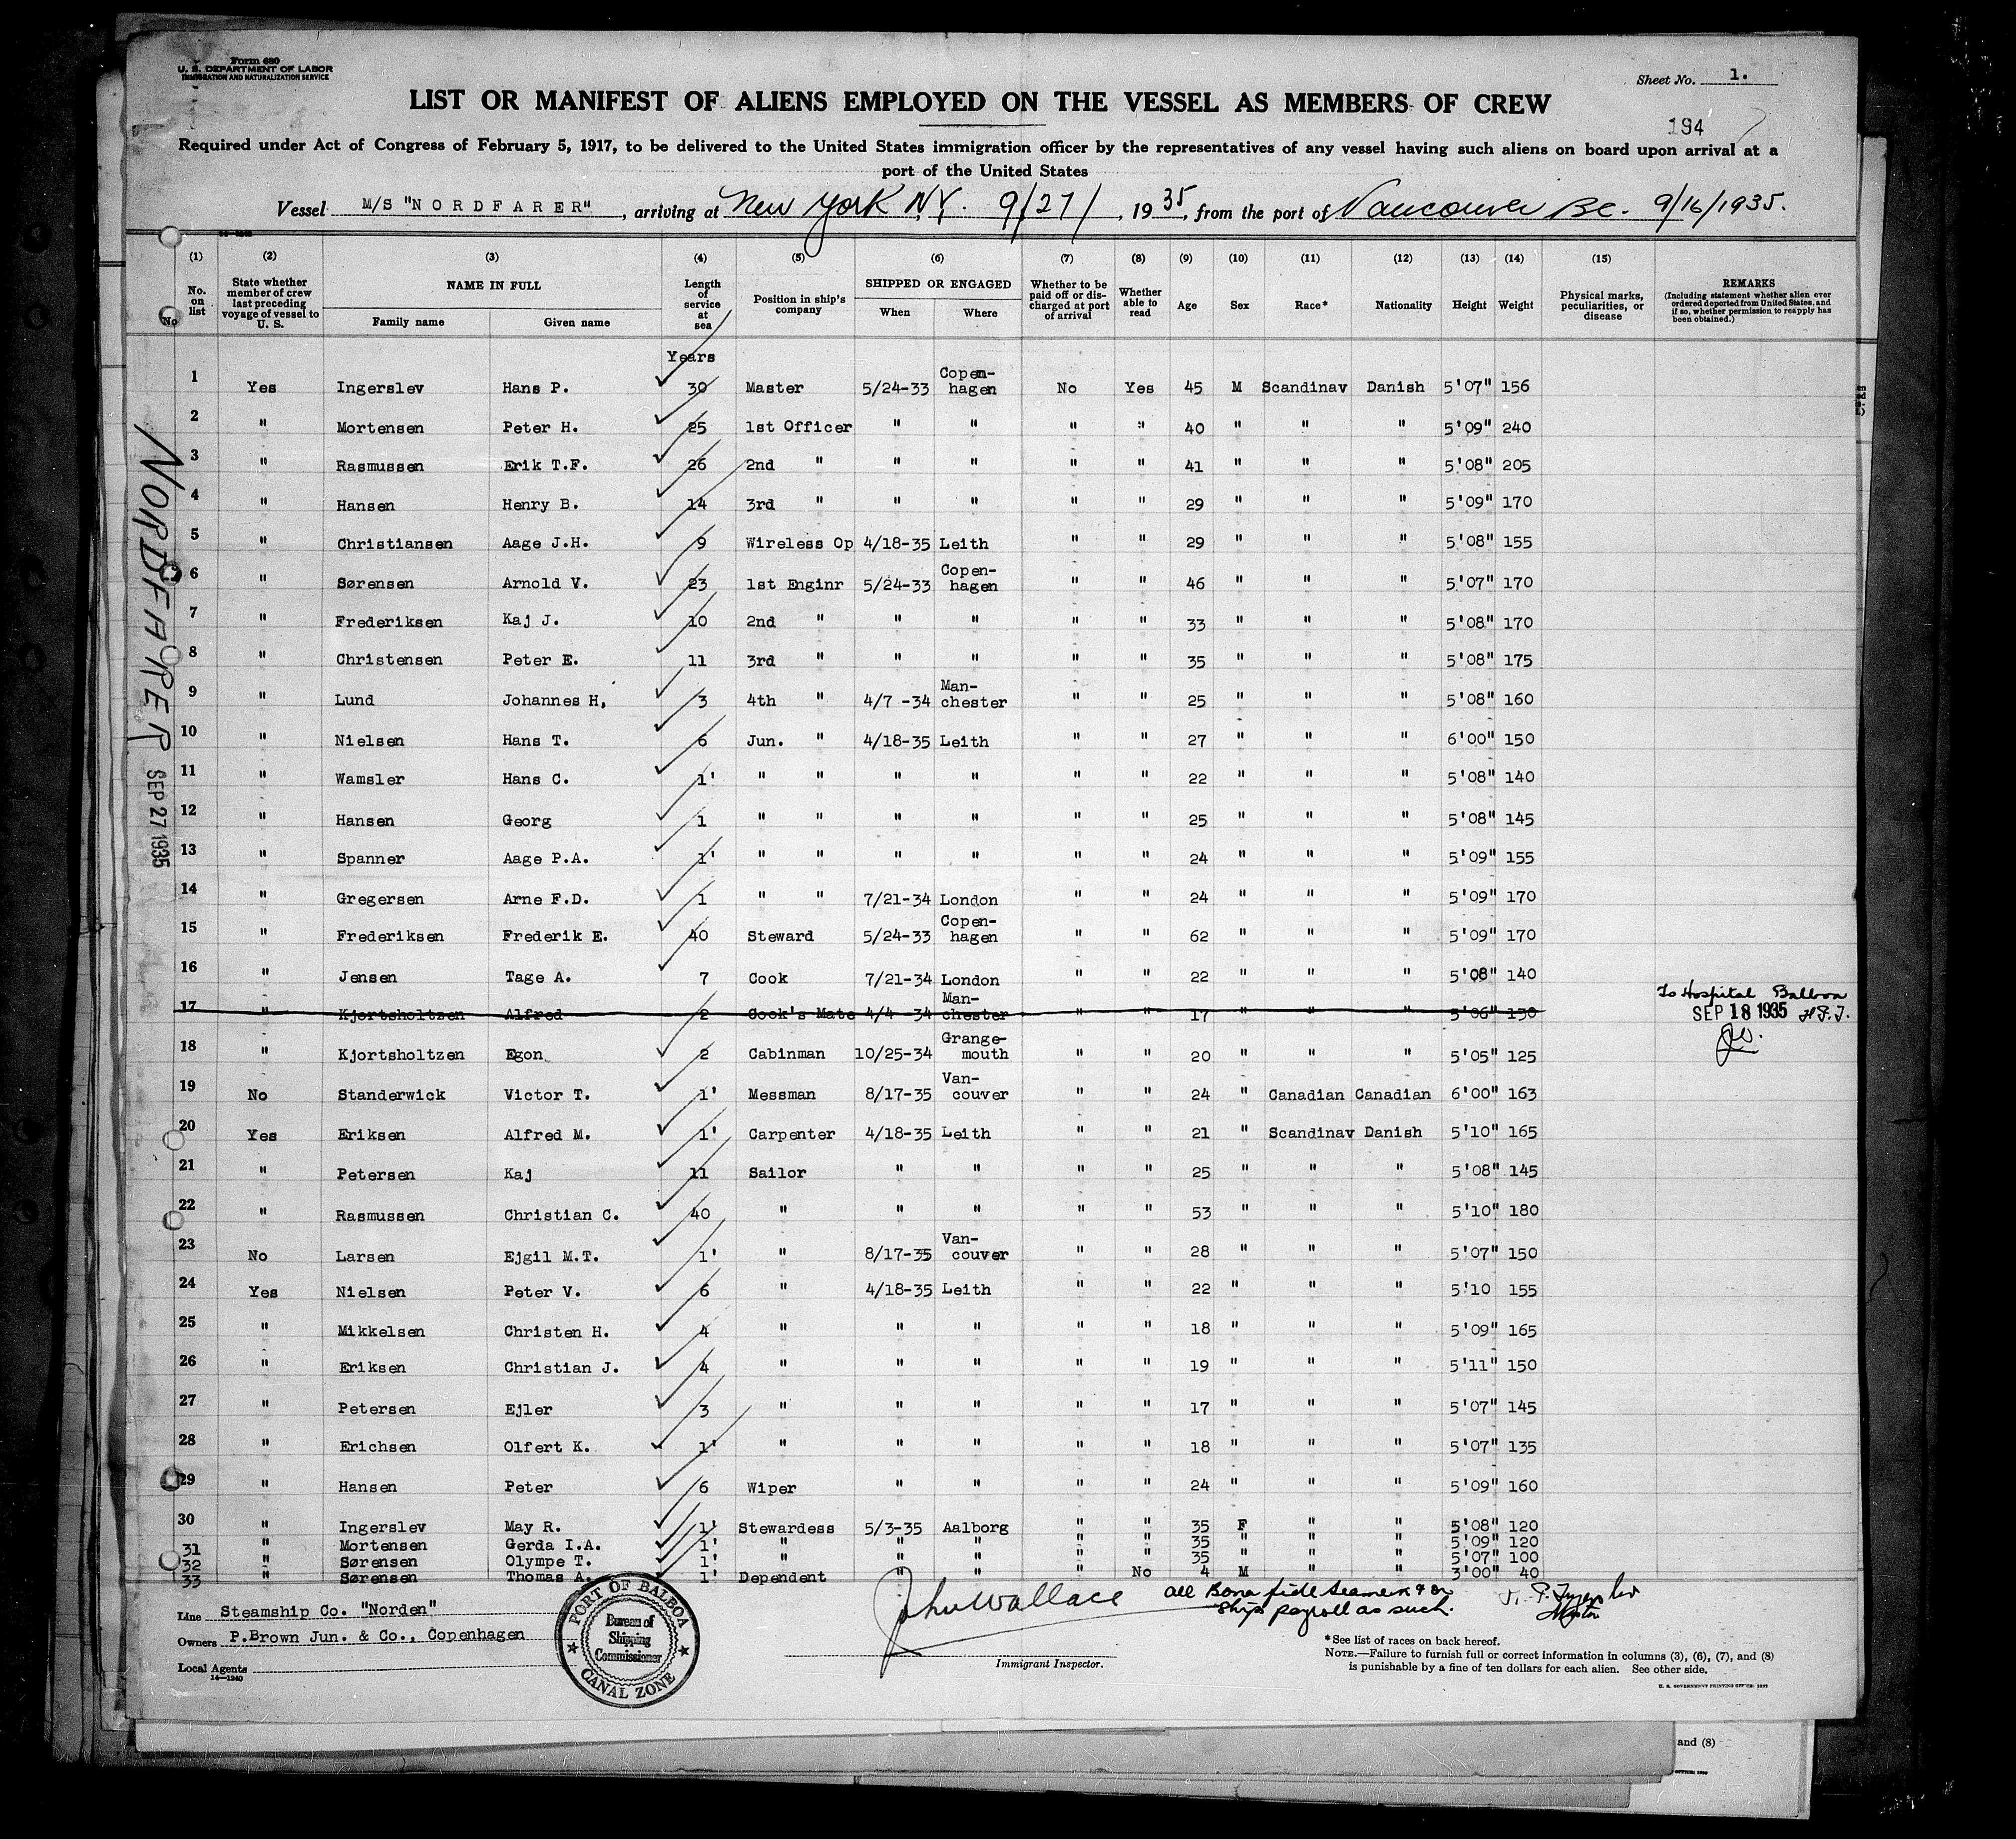 Form 680
U. S. DEPARTMENT OF LABOR
IMMIGRATION AND NATURALIZATION SERVICE
Sheet No. 1.
LIST OR MANIFEST OF ALIENS EMPLOYED ON THE VESSEL AS MEMBERS OF CREW
194
Required under Act of Congress of February 5, 1917, to be delivered to the United States immigration officer by the representatives of any vessel having such aliens on board upon arrival at a
port of the United States
Vessel M/S "NORDFARER", arriving at New York N.Y. 9/27/, 1935, from the port of Vancouver BC. 9/16/1935.
(1) (2) (3) (4) (5) (6) (7) (8) (9) (10) (11) (12) (13) (14) (15)
No. on list State whether member of crew last preceding voyage of vessel to U. S. NAME IN FULL Family name Given name Length of service at sea Position in ship's company SHIPPED OR ENGAGED When Where Whether to be paid off or discharged at port of arrival Whether able to read Age Sex Race* Nationality Height Weight Physical marks, peculiarities, or disease REMARKS (Including statement whether alien ever ordered deported from United States, and if so, whether permission to reapply has been obtained.)
No
Years
1 Yes Ingerslev Hans P. 30 Master 5/24-33 Copen-hagen No Yes 45 M Scandinav Danish 5'07" 156
2 " Mortensen Peter H. 25 1st Officer " " " " 40 " " " 5'09" 240
3 " Rasmussen Erik T.F. 26 2nd " " " " " 41 " " " 5'08" 205
4 " Hansen Henry B. 14 3rd " " " " " 29 " " " 5'09" 170
5 " Christiansen Aage J.H. 9 Wireless Op 4/18-35 Leith " " 29 " " " 5'08" 155
6 " Sørensen Arnold V. 23 1st Enginr 5/24-33 Copen-hagen " " 46 " " " 5'07" 170
7 " Frederiksen Kaj J. 10 2nd " " " " " 33 " " " 5'08" 170
8 " Christensen Peter E. 11 3rd " " " " " 35 " " " 5'08" 175
9 " Lund Johannes H, 3 4th " 4/7 -34 Man-chester " " 25 " " " 5'08" 160
10 " Nielsen Hans T. 6 Jun. " 4/18-35 Leith " " 27 " " " 6'00" 150
11 " Wamsler Hans C. 1' " " " " " " 22 " " " 5'08" 140
12 " Hansen Georg 1 " " " " " " 25 " " " 5'08" 145
13 " Spanner Aage P.A. 1' " " " " " " 24 " " " 5'09" 155
14 " Gregersen Arne F.D. 1 " " 7/21-34 London " " 24 " " " 5'09" 170
15 " Frederiksen Frederik E. 40 Steward 5/24-33 Copen-hagen " " 62 " " " 5'09" 170
16 " Jensen Tage A. 7 Cook 7/21-34 London " " 22 " " " 5'08" 140
17 " Kjortsholtzen Alfred 2 Cook's Mate 4/4 -34 Man-chester " " 17 " " " 5'06" 130 To Hospital Balboa
SEP 18 1935
18 " Kjortsholtzen Egon 2 Cabinman 10/25-34 Grange-mouth " " 20 " " " 5'05" 125
19 No Standerwick Victor T. 1' Messman 8/17-35 Van-couver " " 24 " Canadian Canadian 6'00" 163
20 Yes Eriksen Alfred M. 1' Carpenter 4/18-35 Leith " " 21 " Scandinav Danish 5'10" 165
21 " Petersen Kaj 11 Sailor " " " " 25 " " " 5'08" 145
22 " Rasmussen Christian C. 40 " " " " " 53 " " " 5'10" 180
23 No Larsen Ejgil M.T. 1' " 8/17-35 Van-couver " " 28 " " " 5'07" 150
24 Yes Nielsen Peter V. 6 " 4/18-35 Leith " " 22 " " " 5'10 155
25 " Mikkelsen Christen H. 4 " " " " " 18 " " " 5'09" 165
26 " Eriksen Christian J. 4 " " " " " 19 " " " 5'11" 150
27 " Petersen Ejler 3 " " " " " 17 " " " 5'07" 145
28 " Erichsen Olfert K. 1' " " " " " 18 " " " 5'07" 135
29 " Hansen Peter 6 Wiper " " " " 24 " " " 5'09" 160
30 " Ingerslev May R. 1' Stewardess 5/3-35 Aalborg " " 35 F " " 5'08" 120
31 " Mortensen Gerda I.A. 1' " " " " " 35 " " " 5'09" 120
32 " Sørensen Olympe T. 1' " " " " " 35 " " " 5'07" 100
33 " Sørensen Thomas A. 1' Dependent " " " No 4 M " " 3'00" 40
NORDFARER SEP 27 1935
Line Steamship Co. "Norden"
Owners P.Brown Jun. & Co., Copenhagen
Local Agents
14—1240
PORT OF BALBOA
Bureau of
Shipping
Commissioner
CANAL ZONE
John Wallace
Immigrant Inspector.
All Bona fide seamen & on
Ships payroll as such.
Master
*See list of races on back hereof.
NOTE.—Failure to furnish full or correct information in columns (3), (6), (7), and (8)
is punishable by a fine of ten dollars for each alien. See other side.
U. S. GOVERNMENT PRINTING OFFICE:
and (8)